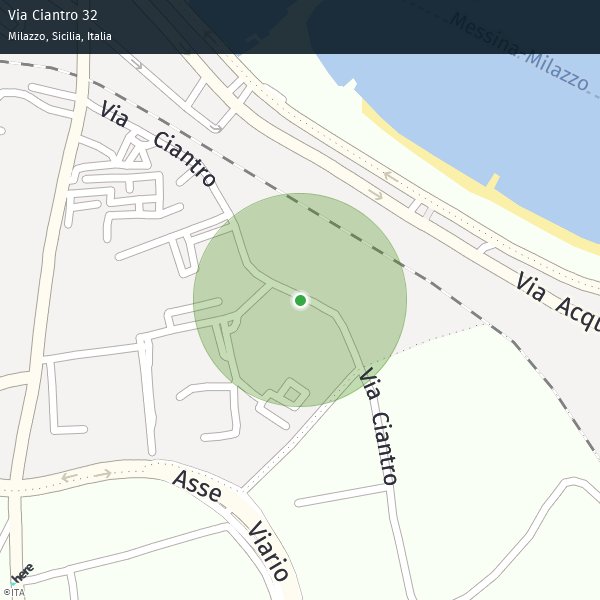 Via Ciantro 32
Milazzo, Sicilia, Italia
Messina-Milazzo
Via Ciantro
Via Acqu
Via Ciantro
Asse Viario
here
©ITA